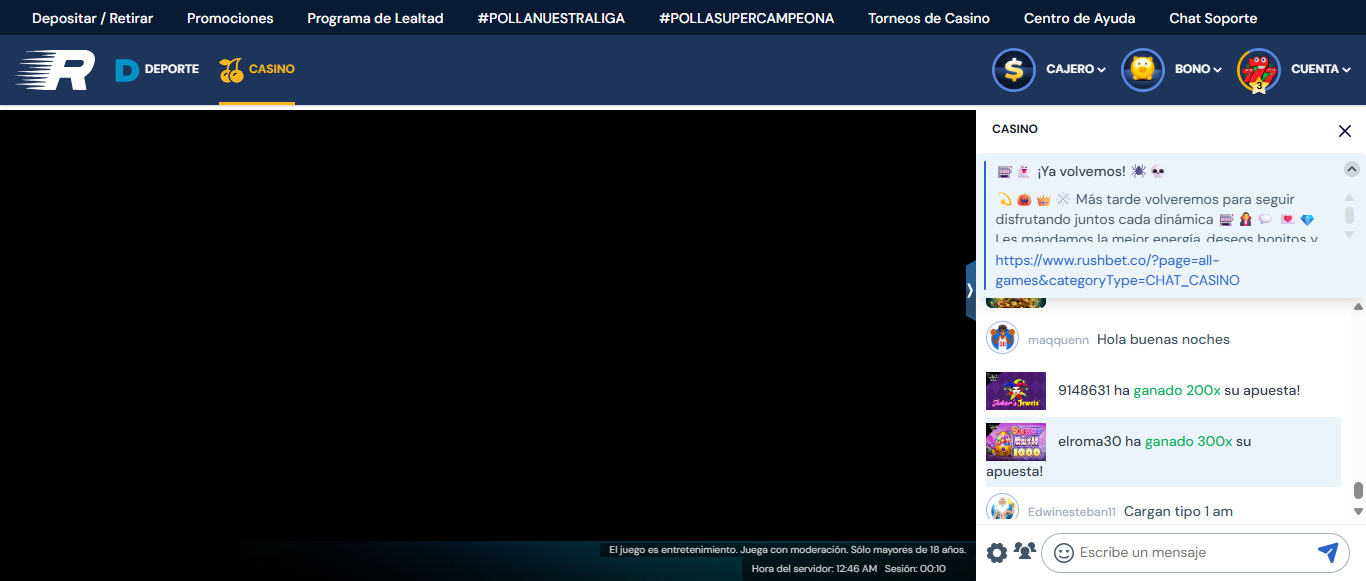 Depositar / Retirar Promociones Programa de Lealtad #POLLANUESTRALIGA #POLLASUPERCAMPEONA Torneos de Casino Centro de Ayuda Chat Soporte
R DEPORTE CASINO CAJERO BONO 3 CUENTA
CASINO
¡Ya volvemos!
Más tarde volveremos para seguir
disfrutando juntos cada dinámica
Les mandamos la mejor energía, deseos bonitos y
https://www.rushbet.co/?page=all-
games&categoryType=CHAT_CASINO
maqquenn Hola buenas noches
Joker's Jewels
9148631 ha ganado 200x su apuesta!
Sugar Rush 1000
elroma30 ha ganado 300x su
apuesta!
Edwinesteban11 Cargan tipo 1 am
El juego es entretenimiento. Juega con moderación. Sólo mayores de 18 años.
Hora del servidor: 12:46 AM Sesión: 00:10
Escribe un mensaje